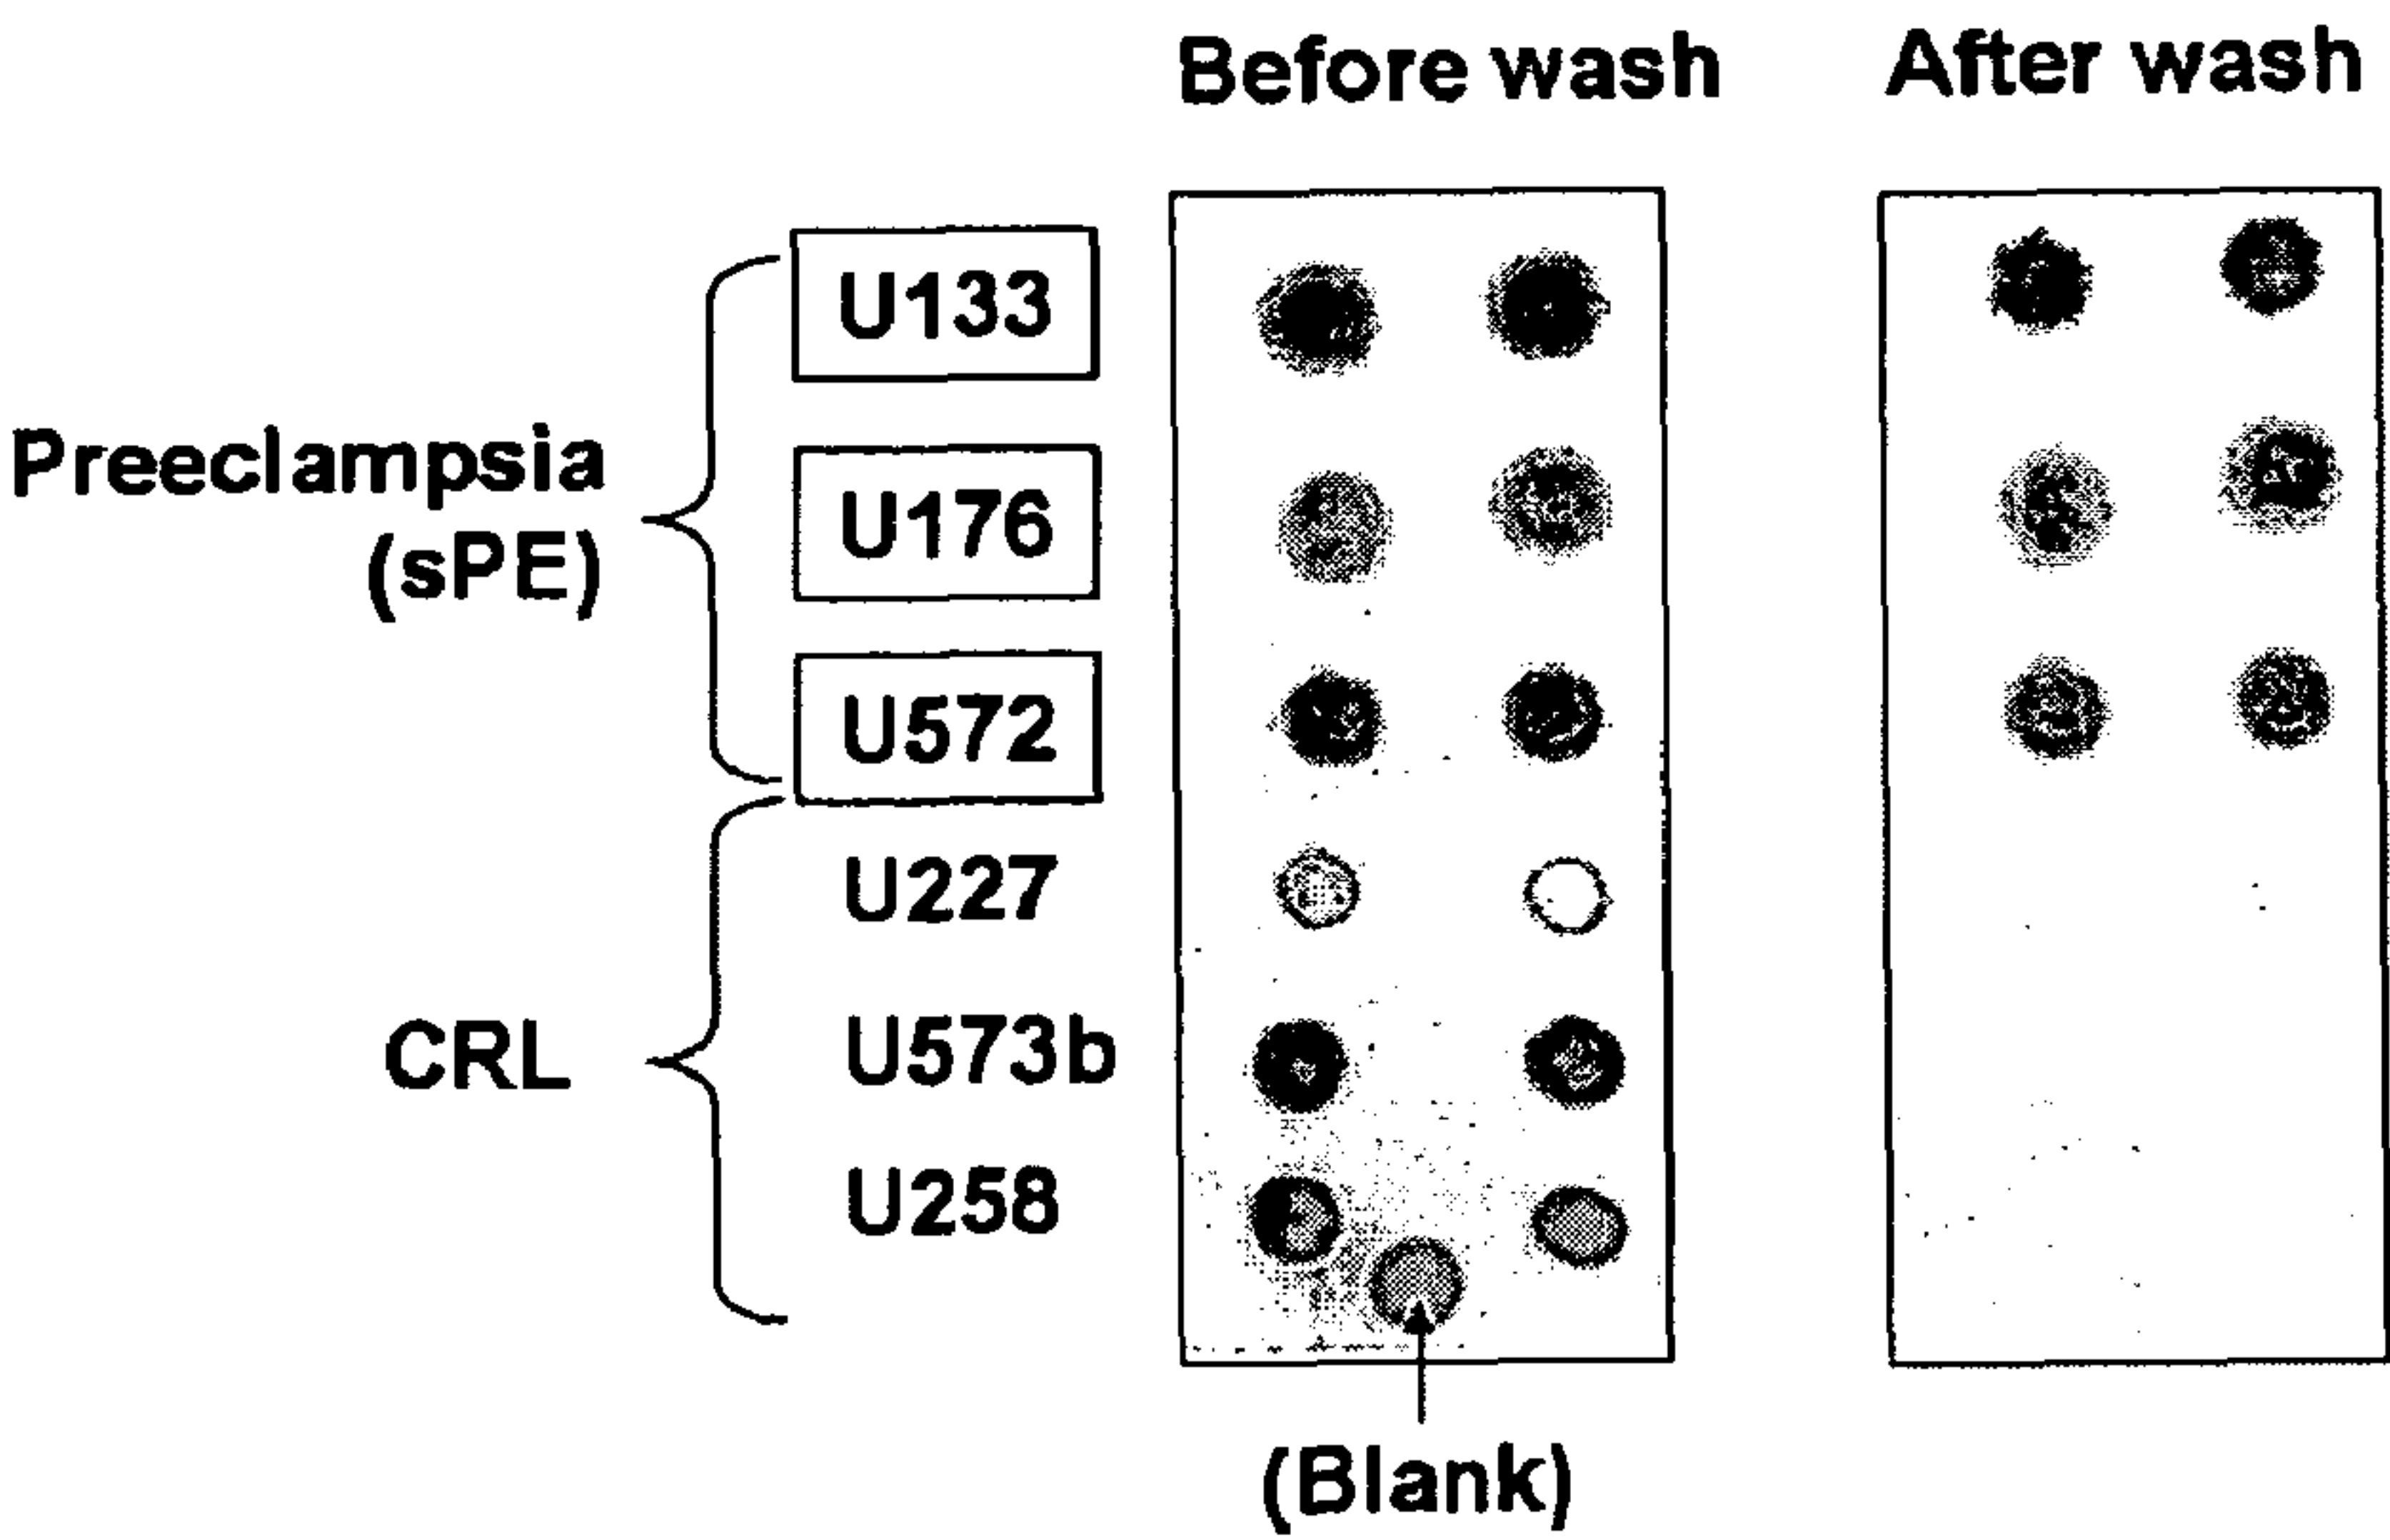 Before wash
After wash
Preeclampsia
(sPE)
U133
U176
U572
CRL
U227
U573b
U258
(Blank)